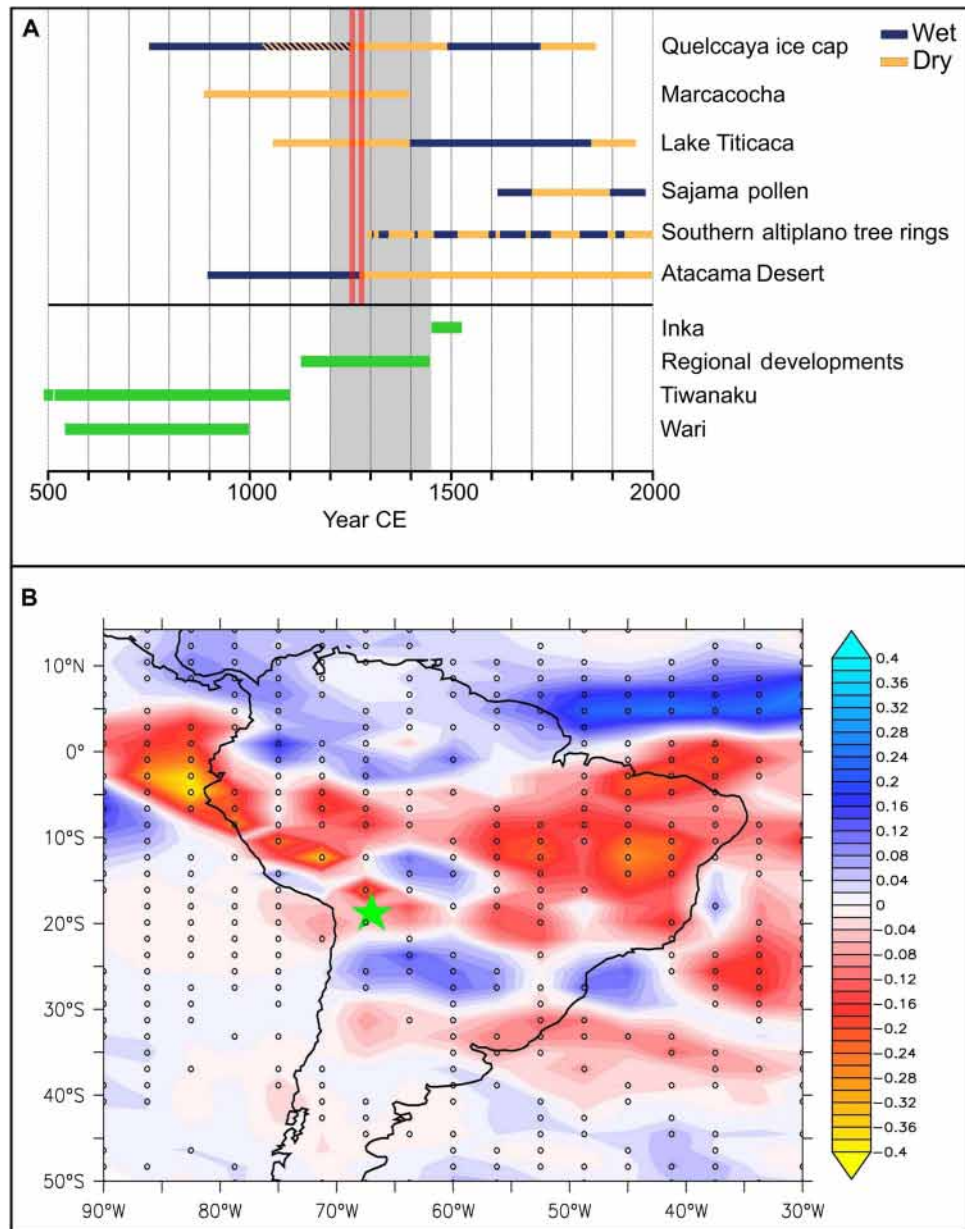 A
Quelccaya ice cap
Wet
Dry
Marcacocha
Lake Titicaca
Sajama pollen
Southern altiplano tree rings
Atacama Desert
Inka
Regional developments
Tiwanaku
Wari
500 1000 1500 2000
Year CE
B
10°N
0°
10°S
20°S
30°S
40°S
50°S
90°W 80°W 70°W 60°W 50°W 40°W 30°W
0.4
0.36
0.32
0.28
0.24
0.2
0.16
0.12
0.08
0.04
0
−0.04
−0.08
−0.12
−0.16
−0.2
−0.24
−0.28
−0.32
−0.36
−0.4